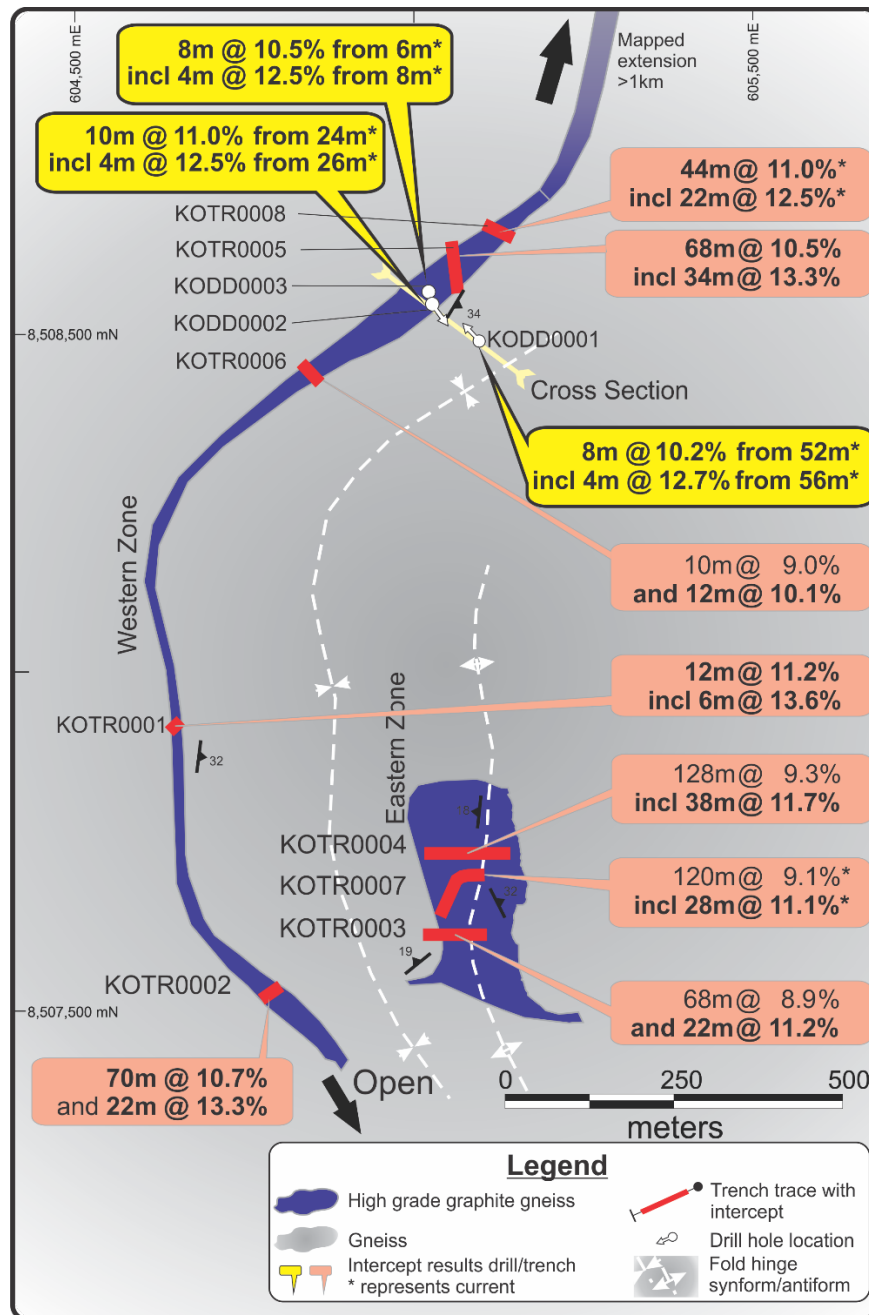 604,500 mE
605,500 mE
8m @ 10.5% from 6m*
incl 4m @ 12.5% from 8m*
Mapped
extension
>1km
10m @ 11.0% from 24m*
incl 4m @ 12.5% from 26m*
44m@ 11.0%*
incl 22m@ 12.5%*
KOTR0008
KOTR0005
68m@ 10.5%
incl 34m@ 13.3%
KODD0003
KODD0002
34
8,508,500 mN
KODD0001
KOTR0006
Cross Section
8m @ 10.2% from 52m*
incl 4m @ 12.7% from 56m*
Western Zone
10m@ 9.0%
and 12m@ 10.1%
12m@ 11.2%
incl 6m@ 13.6%
KOTR0001
32
Eastern Zone
128m@ 9.3%
incl 38m@ 11.7%
18
KOTR0004
KOTR0007
120m@ 9.1%*
incl 28m@ 11.1%*
32
KOTR0003
19
KOTR0002
8,507,500 mN
68m@ 8.9%
and 22m@ 11.2%
70m @ 10.7%
and 22m @ 13.3%
Open
0 250 500
meters
Legend
High grade graphite gneiss
Trench trace with
intercept
Gneiss
Drill hole location
Intercept results drill/trench
* represents current
Fold hinge
synform/antiform